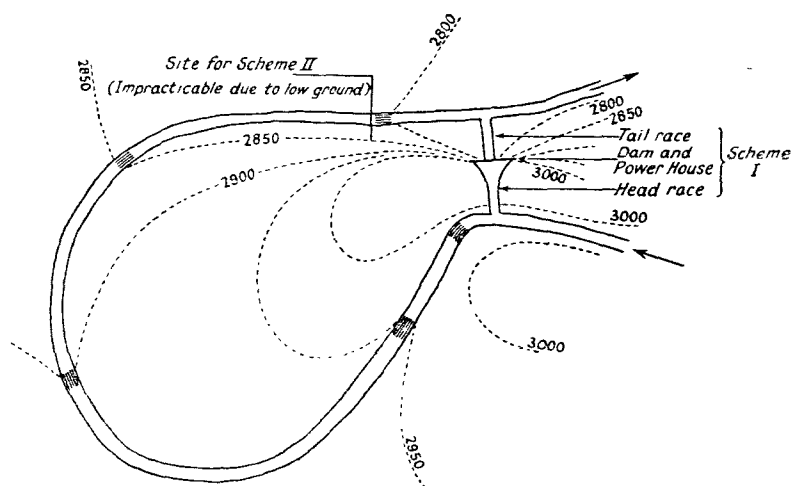 2800
2850
Site for Scheme II
(Impracticable due to low ground)
2850
2900
2800
2850
Tail race
Dam and
Power House
Head race
Scheme
I
3000
3000
3000
2950